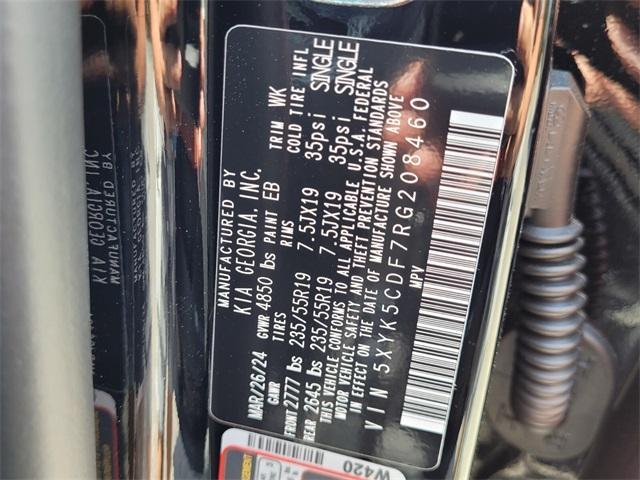 MANUFACTURED BY
KIA GEORGIA, INC.
MAR/26/24 GVWR 4850 lbs PAINT EB TRIM WK
GAWR TIRES RIMS COLD TIRE INFL
FRONT 2777 lbs 235/55R19 7.5JX19 35psi SINGLE
REAR 2645 lbs 235/55R19 7.5JX19 35psi SINGLE
THIS VEHICLE CONFORMS TO ALL APPLICABLE U.S.A. FEDERAL
MOTOR VEHICLE SAFETY AND THEFT PREVENTION STANDARDS
IN EFFECT ON THE DATE OF MANUFACTURE SHOWN ABOVE
VIN 5XYK5CDF7RG208460
MPV
W420
MANUFACTURED BY
KIA GEORGIA INC